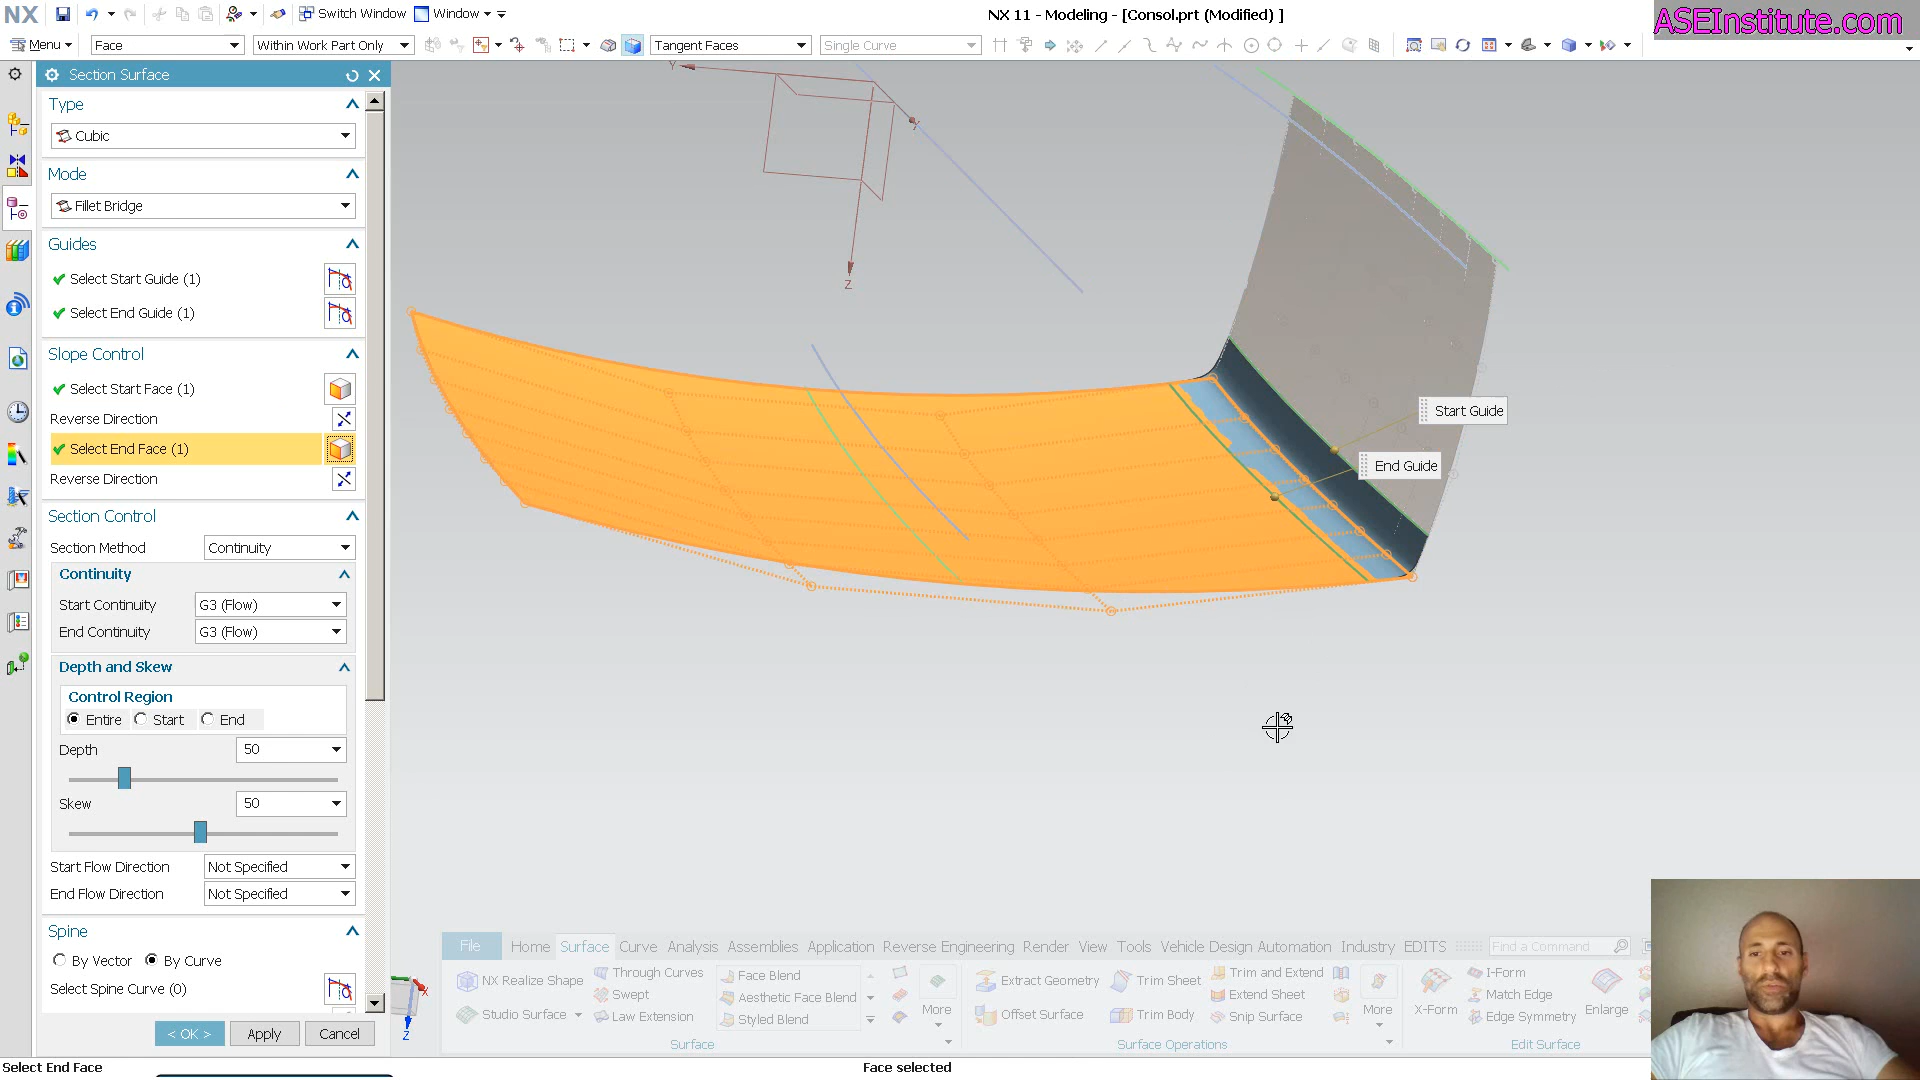 NX
Switch Window
Window
NX 11 - Modeling - [Consol.prt (Modified) ]
ASEInstitute.com
Menu
Face
Within Work Part Only
Tangent Faces
Single Curve
Section Surface
Type
Cubic
Mode
Fillet Bridge
Guides
Select Start Guide (1)
Select End Guide (1)
Slope Control
Select Start Face (1)
Reverse Direction
Select End Face (1)
Reverse Direction
Section Control
Section Method
Continuity
Continuity
Start Continuity
G3 (Flow)
End Continuity
G3 (Flow)
Depth and Skew
Control Region
Entire
Start
End
Depth
50
Skew
50
Start Flow Direction
Not Specified
End Flow Direction
Not Specified
Spine
By Vector
By Curve
Select Spine Curve (0)
< OK >
Apply
Cancel
Y
Z
Start Guide
End Guide
X
Z
File
Home
Surface
Curve
Analysis
Assemblies
Application
Reverse Engineering
Render
View
Tools
Vehicle Design Automation
Industry
EDITS
Find a Command
NX Realize Shape
Studio Surface
Through Curves
Swept
Law Extension
Face Blend
Aesthetic Face Blend
Styled Blend
More
Surface
Extract Geometry
Offset Surface
Trim Sheet
Trim Body
Trim and Extend
Extend Sheet
Snip Surface
More
Surface Operations
X-Form
I-Form
Match Edge
Edge Symmetry
Enlarge
Edit Surface
Select End Face
Face selected